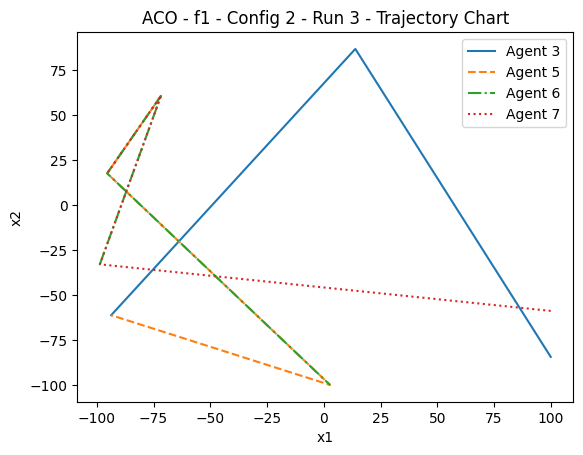 ACO - f1 - Config 2 - Run 3 - Trajectory Chart
Agent 3
Agent 5
Agent 6
Agent 7
x2
75
50
25
0
−25
−50
−75
−100
−100
−75
−50
−25
0
25
50
75
100
x1